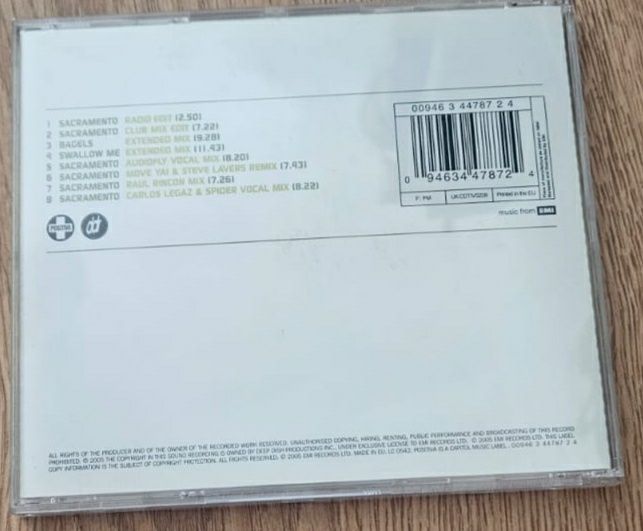 1 SACRAMENTO RADIO EDIT (2.50)
2 SACRAMENTO CLUB MIX EDIT (7.22)
3 BAGELS EXTENDED MIX (9.28)
4 SWALLOW ME EXTENDED MIX (11.43)
5 SACRAMENTO AUDIOFLY VOCAL MIX (8.20)
6 SACRAMENTO MOVE YA! & STEVE LAVERS REMIX (7.43)
7 SACRAMENTO RAUL RINCON MIX (7.26)
8 SACRAMENTO CARLOS LEGAZ & SPIDER VOCAL MIX (8.22)
POSITIVA
00946 3 44787 2 4
0 94634 47872 4
P: PM
Printed in the EU
music from EMI
ALL RIGHTS OF THE PRODUCER AND OF THE OWNER OF THE RECORDED WORK RESERVED. UNAUTHORISED COPYING, HIRING, RENTING, PUBLIC PERFORMANCE AND BROADCASTING OF THIS RECORD
PROHIBITED. ℗ 2005 THE COPYRIGHT IN THIS SOUND RECORDING IS OWNED BY DEEP DISH PRODUCTIONS INC., UNDER EXCLUSIVE LICENSE TO EMI RECORDS LTD. © 2005 EMI RECORDS LTD. THIS LABEL
COPY INFORMATION IS THE SUBJECT OF COPYRIGHT PROTECTION. ALL RIGHTS RESERVED. © 2005 EMI RECORDS LTD. MADE IN EU. LC 0542. POSITIVA IS A CAPITOL MUSIC LABEL. 00946 3 44787 2 4